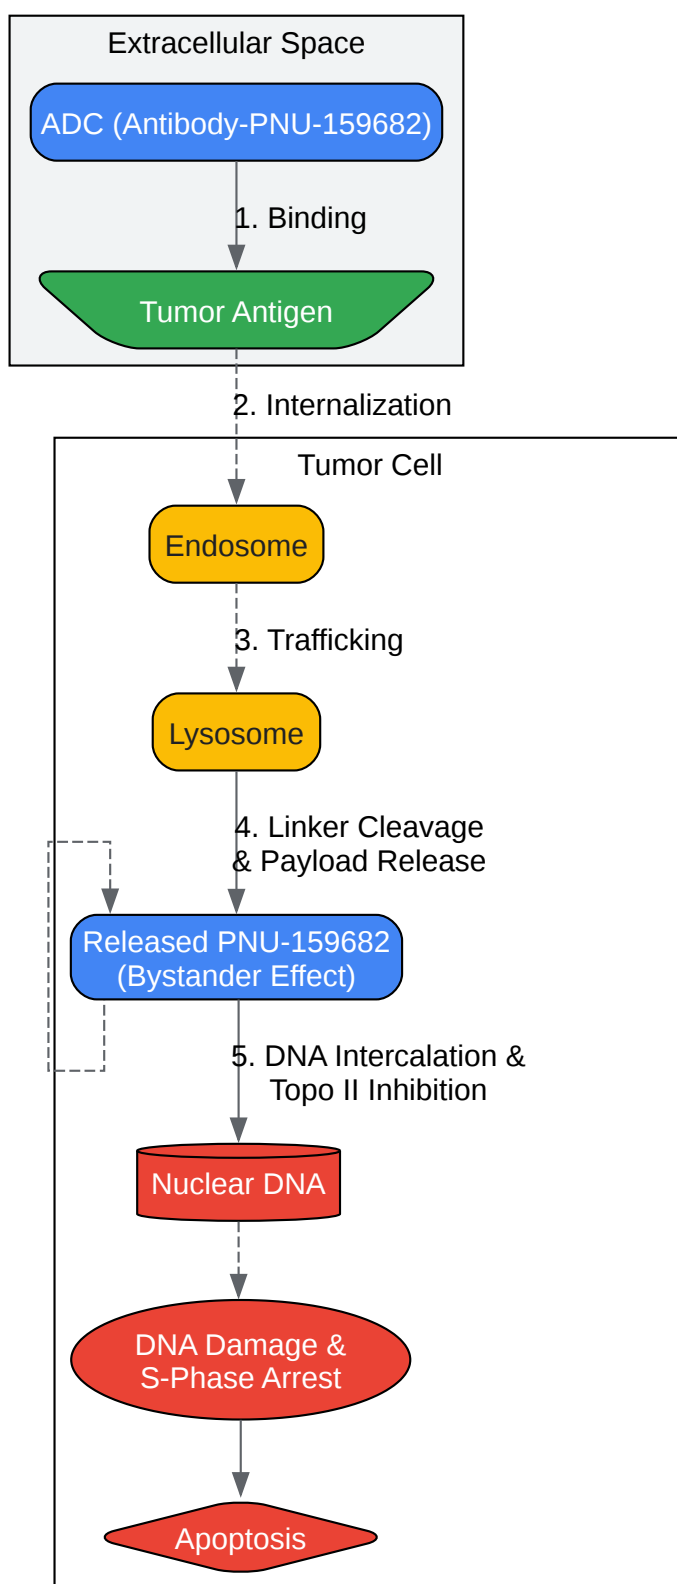 Extracellular Space
ADC (Antibody-PNU-159682)
1. Binding
Tumor Antigen
2. Internalization
Tumor Cell
Endosome
3. Trafficking
Lysosome
4. Linker Cleavage
& Payload Release
Released PNU-159682
(Bystander Effect)
5. DNA Intercalation &
Topo II Inhibition
Nuclear DNA
DNA Damage &
S-Phase Arrest
Apoptosis